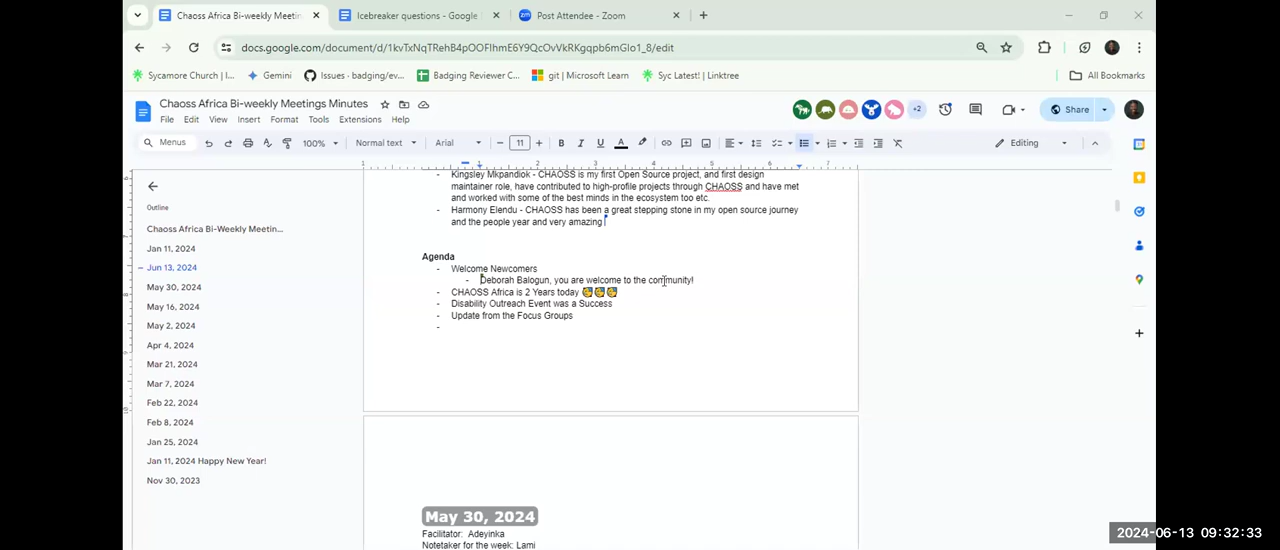 Chaoss Africa Bi-weekly Meetin
Icebreaker questions - Google
Post Attendee - Zoom
docs.google.com/document/d/1kvTxNqTRehB4pOOFlhmE6Y9QcOvVkRKgqpb6mGlo1_8/edit
Sycamore Church | I...
Gemini
Issues · badging/ev...
Badging Reviewer C...
git | Microsoft Learn
Syc Latest! | Linktree
All Bookmarks
Chaoss Africa Bi-weekly Meetings Minutes
File Edit View Insert Format Tools Extensions Help
+2
Share
Menus
100%
Normal text
Arial
11
Editing
Outline
Chaoss Africa Bi-Weekly Meetin...
Jan 11, 2024
Jun 13, 2024
May 30, 2024
May 16, 2024
May 2, 2024
Apr 4, 2024
Mar 21, 2024
Mar 7, 2024
Feb 22, 2024
Feb 8, 2024
Jan 25, 2024
Jan 11, 2024 Happy New Year!
Nov 30, 2023
- Kingsley Mkpandiok - CHAOSS is my first Open Source project, and first design
maintainer role, have contributed to high-profile projects through CHAOSS and have met
and worked with some of the best minds in the ecosystem too etc.
- Harmony Elendu - CHAOSS has been a great stepping stone in my open source journey
and the people year and very amazing
Agenda
- Welcome Newcomers
- Deborah Balogun, you are welcome to the community!
- CHAOSS Africa is 2 Years today 🥳🥳🥳
- Disability Outreach Event was a Success
- Update from the Focus Groups
-
May 30, 2024
Facilitator: Adeyinka
Notetaker for the week: Lami
2024-06-13 09:32:33